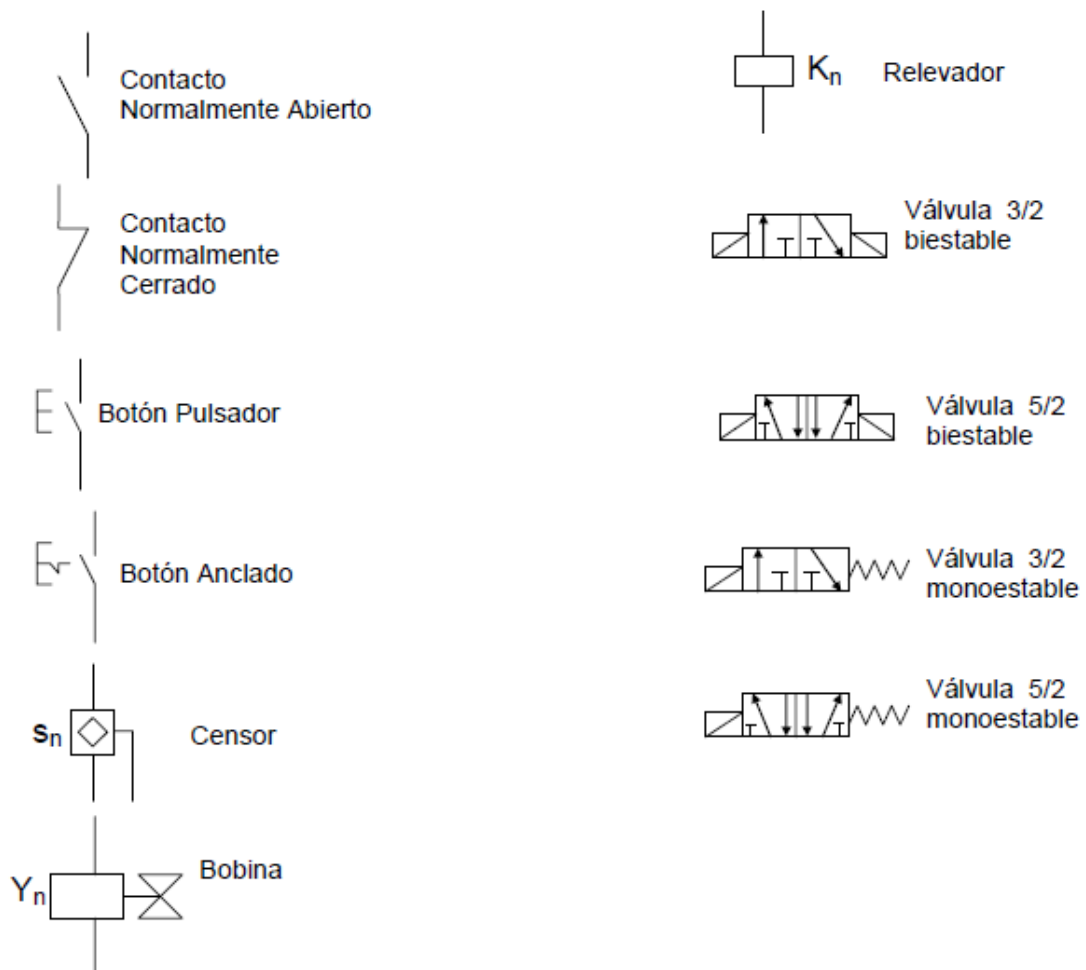 Contacto
Normalmente Abierto
Contacto
Normalmente
Cerrado
Botón Pulsador
Botón Anclado
Sn
Censor
Yn
Bobina
Kn
Relevador
Válvula 3/2
biestable
Válvula 5/2
biestable
Válvula 3/2
monoestable
Válvula 5/2
monoestable